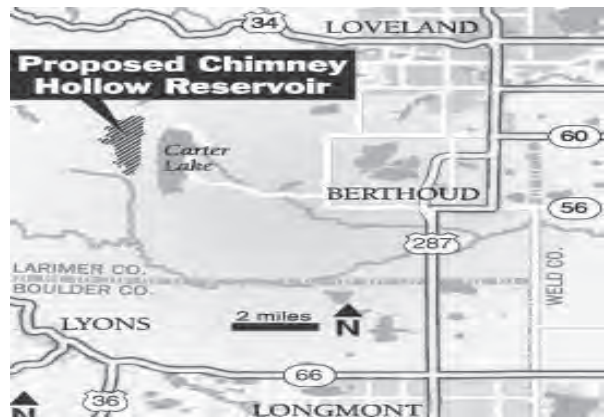 34
LOVELAND
Proposed Chimney
Hollow Reservoir
Carter
Lake
60
BERTHOUD
56
287
LARIMER CO.
BOULDER CO.
WELD CO.
LYONS
2 miles
N
66
36
N
LONGMONT